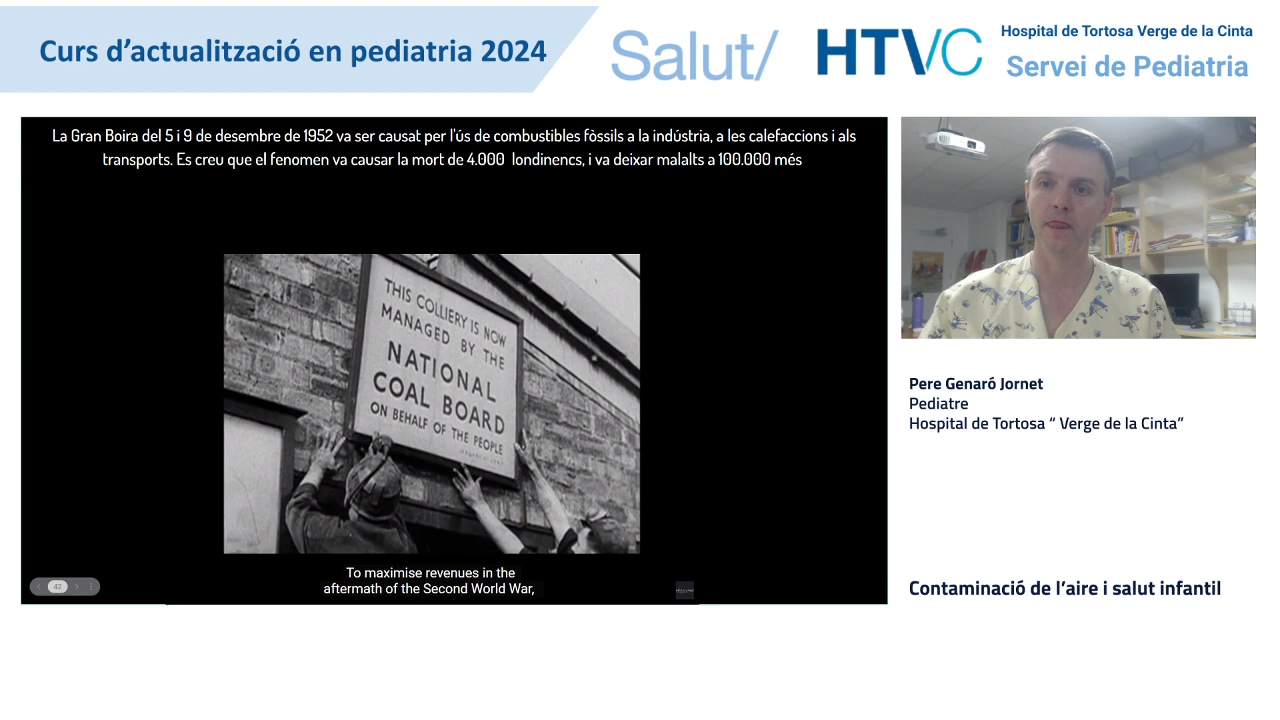 Curs d'actualització en pediatria 2024
Salut/
HTVC
Hospital de Tortosa Verge de la Cinta
Servei de Pediatria
La Gran Boira del 5 i 9 de desembre de 1952 va ser causat per l'ús de combustibles fòssils a la indústria, a les calefaccions i als
transports. Es creu que el fenomen va causar la mort de 4.000 londinencs, i va deixar malalts a 100.000 més
THIS COLLIERY IS NOW
MANAGED BY THE
NATIONAL
COAL BOARD
ON BEHALF OF THE PEOPLE
To maximise revenues in the
aftermath of the Second World War,
42
Pere Genaró Jornet
Pediatre
Hospital de Tortosa “ Verge de la Cinta”
Contaminació de l'aire i salut infantil